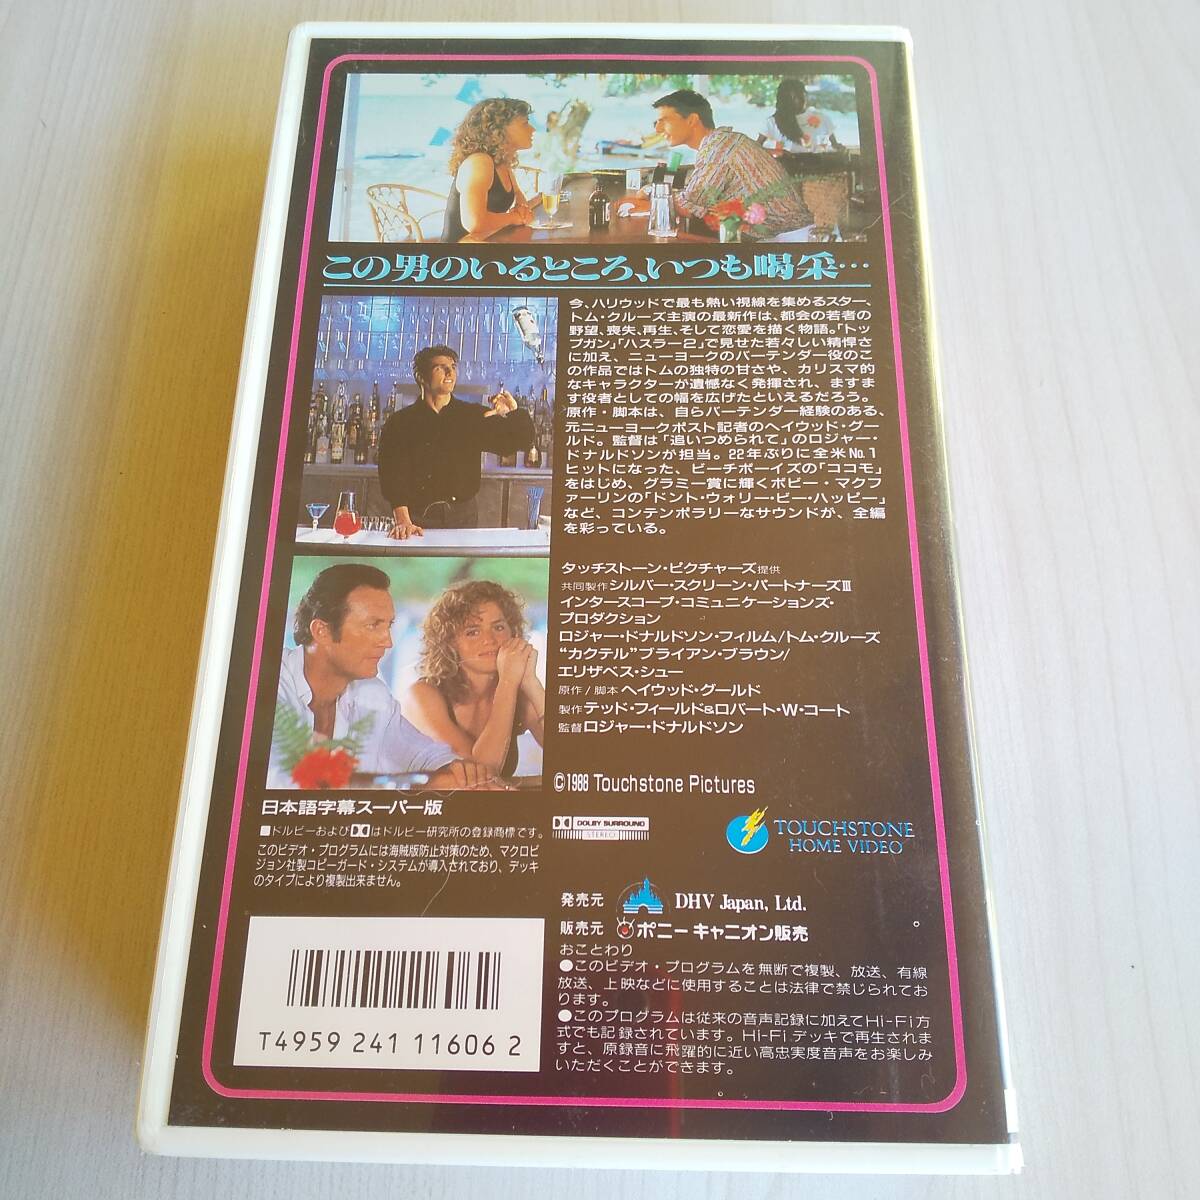 この男のいるところ、いつも喝采…
今、ハリウッドで最も熱い視線を集めるスター、
トム・クルーズ主演の最新作は、都会の若者の
野望、喪失、再生、そして恋愛を描く物語。「トッ
プガン」「ハスラー2」で見せた若々しい精悍さ
に加え、ニューヨークのバーテンダー役のこ
の作品ではトムの独特の甘さや、カリスマ的
なキャラクターが遺憾なく発揮され、ますま
す役者としての幅を広げたといえるだろう。
原作・脚本は、自らバーテンダー経験のある、
元ニューヨークポスト記者のヘイウッド・グー
ルド。監督は「追いつめられて」のロジャー・
ドナルドソンが担当。22年ぶりに全米No.1
ヒットになった、ビーチボーイズの「ココモ」
をはじめ、グラミー賞に輝くボビー・マクフ
ァーリンの「ドント・ウォリー・ビー・ハッピー」
など、コンテンポラリーなサウンドが、全編
を彩っている。
タッチストーン・ピクチャーズ提供
共同製作 シルバー・スクリーン・パートナーズIII
インタースコープ・コミュニケーションズ・
プロダクション
ロジャー・ドナルドソン・フィルム/トム・クルーズ
“カクテル”ブライアン・ブラウン/
エリザベス・シュー
原作/脚本 ヘイウッド・グールド
製作 テッド・フィールド&ロバート・W・コート
監督 ロジャー・ドナルドソン
©1988 Touchstone Pictures
日本語字幕スーパー版
■ドルビーおよびDDはドルビー研究所の登録商標です。
このビデオ・プログラムには海賊版防止対策のため、マクロビ
ジョン社製コピーガード・システムが導入されており、デッキ
のタイプにより複製出来ません。
DOLBY SURROUND
STEREO
TOUCHSTONE
HOME VIDEO
発売元 DHV Japan, Ltd.
販売元 ポニーキャニオン販売
おことわり
●このビデオ・プログラムを無断で複製、放送、有線
放送、上映などに使用することは法律で禁じられてお
ります。
●このプログラムは従来の音声記録に加えてHi-Fi方
式でも記録されています。Hi-Fiデッキで再生されま
すと、原録音に飛躍的に近い高忠実度音声をお楽しみ
いただくことができます。
T4959 241 11606 2